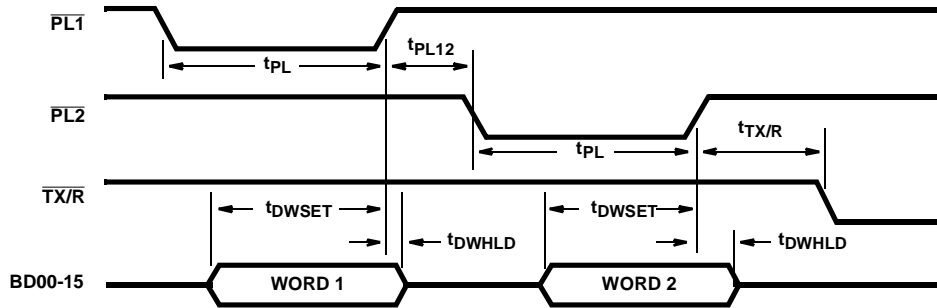 PL1
tPL12
tPL
PL2
tTX/R
tPL
TX/R
tDWSET
tDWSET
tDWHLD
tDWHLD
BD00-15
WORD 1
WORD 2